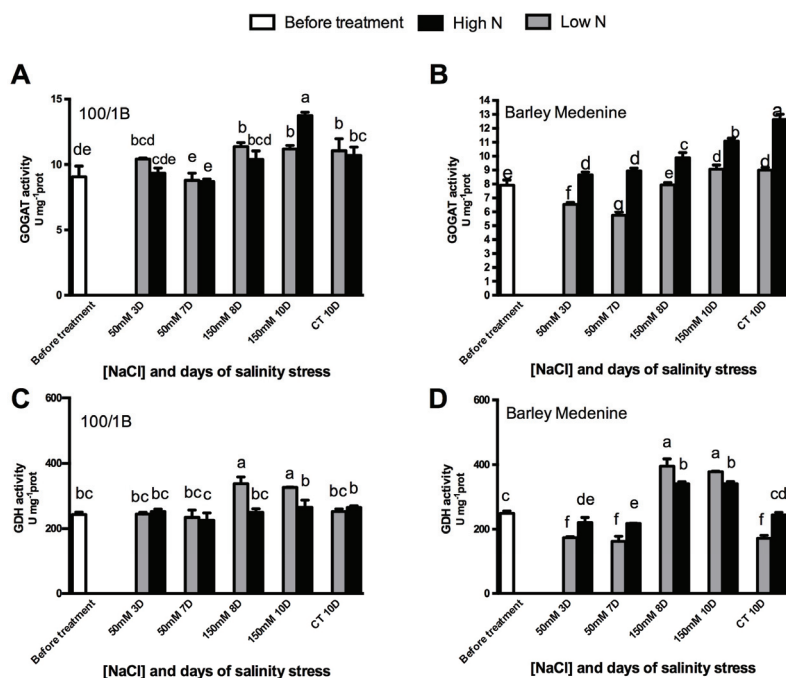 Before treatment High N Low N
A
100/1B
GOGAT activity
U mg⁻¹prot
15
10
5
0
de
bcd
cde
e
e
b
bcd
b
a
b
bc
Before treatment
50mM 3D
50mM 7D
150mM 8D
150mM 10D
CT 10D
[NaCl] and days of salinity stress
B
Barley Medenine
GOGAT activity
U mg⁻¹prot
14
13
12
11
10
9
8
7
6
5
4
3
2
1
0
e
f
d
g
d
e
c
d
b
d
a
Before treatment
50mM 3D
50mM 7D
150mM 8D
150mM 10D
CT 10D
[NaCl] and days of salinity stress
C
100/1B
GDH activity
U mg⁻¹prot
600
400
200
0
bc
bc
bc
bc
c
a
bc
a
b
bc
b
Before treatment
50mM 3D
50mM 7D
150mM 8D
150mM 10D
CT 10D
[NaCl] and days of salinity stress
D
Barley Medenine
GDH activity
U mg⁻¹prot
600
400
200
0
c
f
de
f
e
a
b
a
b
f
cd
Before treatment
50mM 3D
50mM 7D
150mM 8D
150mM 10D
CT 10D
[NaCl] and days of salinity stress